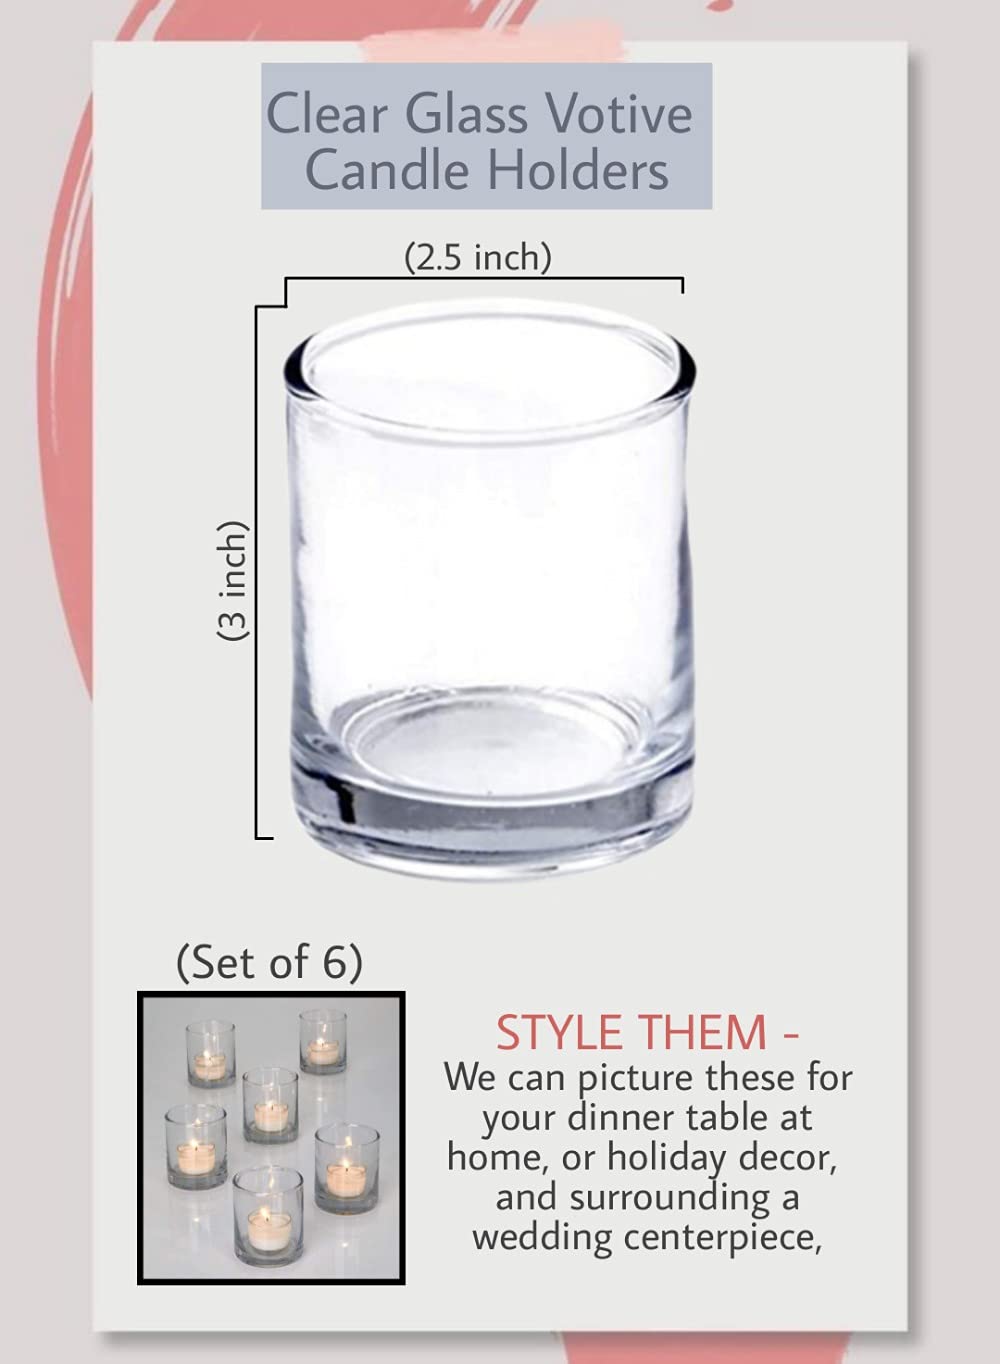 Clear Glass Votive
Candle Holders
(2.5 inch)
(3 inch)
(Set of 6)
STYLE THEM -
We can picture these for
your dinner table at
home, or holiday decor,
and surrounding a
wedding centerpiece,